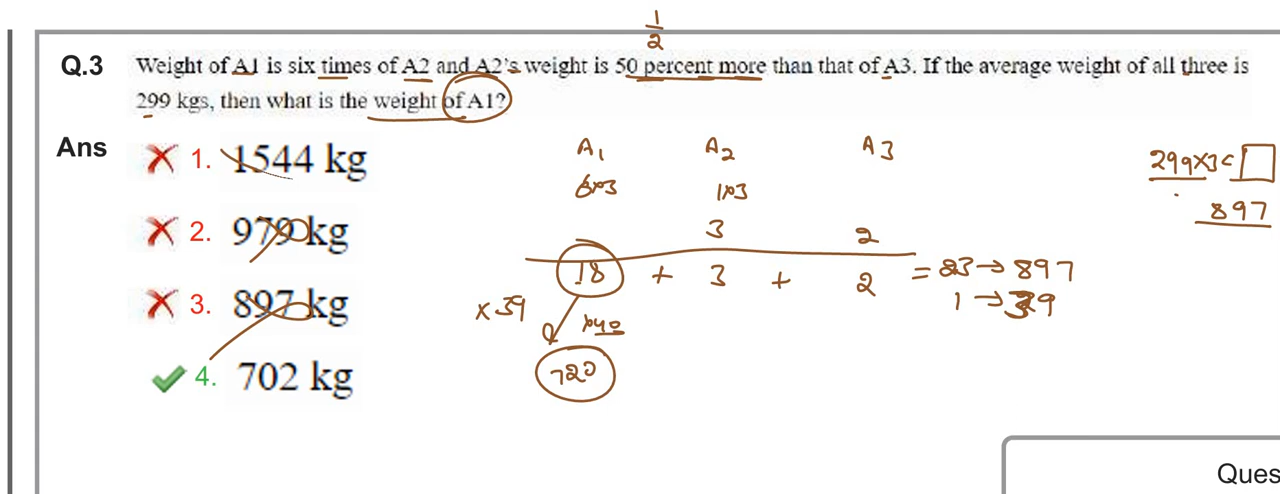 1/2
Q.3 Weight of A1 is six times of A2 and A2's weight is 50 percent more than that of A3. If the average weight of all three is
299 kgs, then what is the weight of A1?
Ans
1. 1544 kg
2. 979 kg
3. 897 kg
4. 702 kg
A1 A2 A3
6×3 1×3
3 2
18 + 3 + 2 = 23 → 897
1 → 39
×39 ×40
720
299×3=
897
Ques